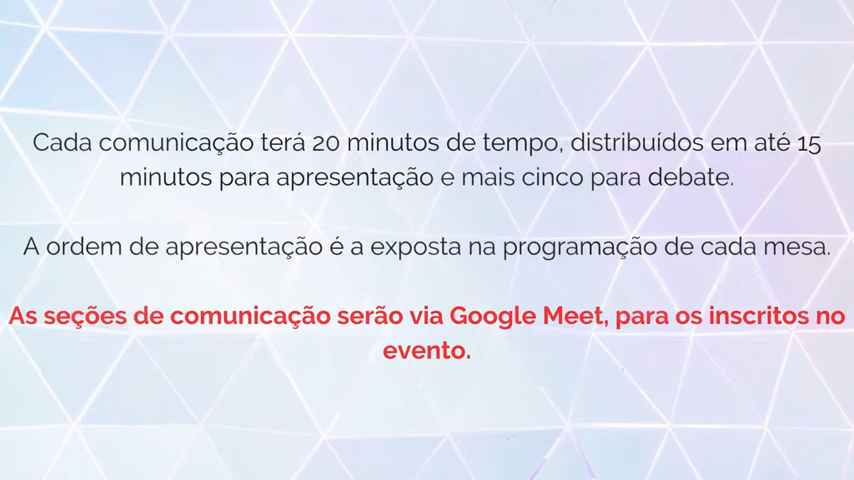 Cada comunicação terá 20 minutos de tempo, distribuídos em até 15
minutos para apresentação e mais cinco para debate.
A ordem de apresentação é a exposta na programação de cada mesa.
As seções de comunicação serão via Google Meet, para os inscritos no
evento.